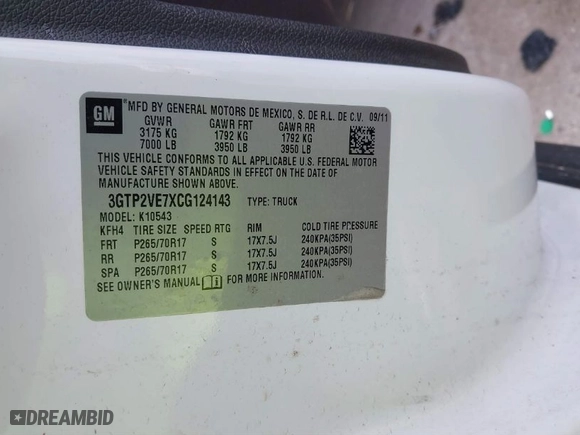 GM
MFD BY GENERAL MOTORS DE MEXICO, S. DE R.L. DE C.V. 09/11
GVWR GAWR FRT GAWR RR
3175 KG 1792 KG 1792 KG
7000 LB 3950 LB 3950 LB
THIS VEHICLE CONFORMS TO ALL APPLICABLE U.S. FEDERAL MOTOR
VEHICLE SAFETY STANDARDS IN EFFECT ON THE DATE OF
MANUFACTURE SHOWN ABOVE.
3GTP2VE7XCG124143 TYPE: TRUCK
MODEL: K10543
KFH4 TIRE SIZE SPEED RTG RIM COLD TIRE PRESSURE
FRT P265/70R17 S 17X7.5J 240KPA(35PSI)
RR P265/70R17 S 17X7.5J 240KPA(35PSI)
SPA P265/70R17 S 17X7.5J 240KPA(35PSI)
SEE OWNER'S MANUAL FOR MORE INFORMATION.
DREAMBID